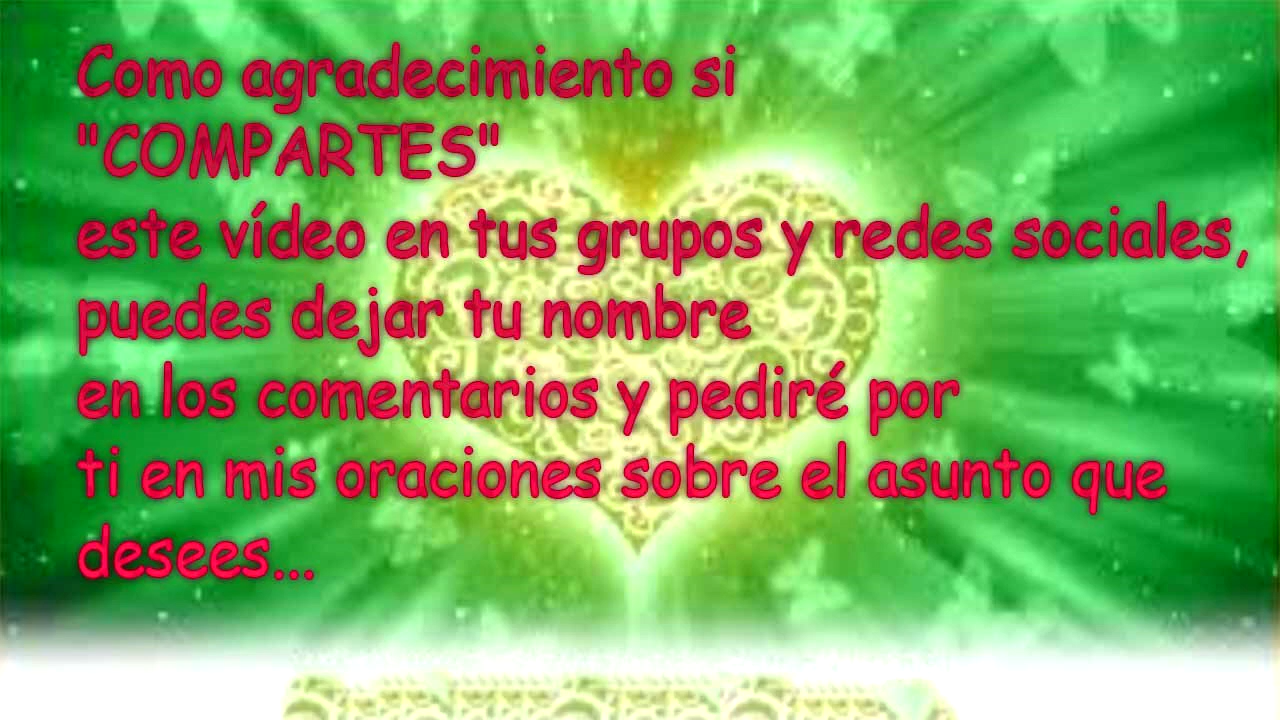 Como agradecimiento si
"COMPARTES"
este vídeo en tus grupos y redes sociales,
puedes dejar tu nombre
en los comentarios y pediré por
ti en mis oraciones sobre el asunto que
desees...